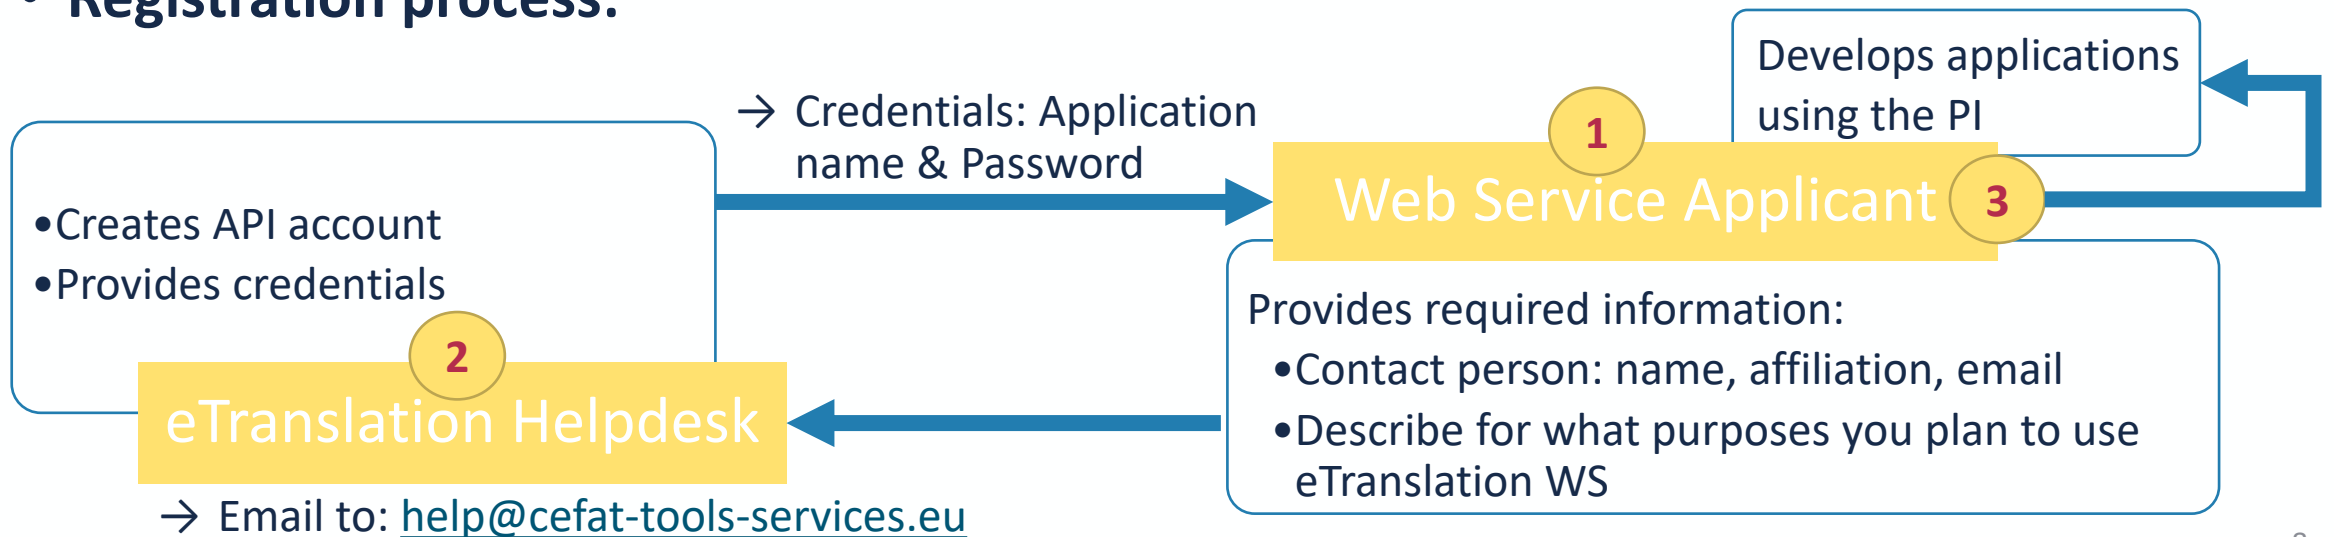 • Registration process:
Develops applications
using the PI
→ Credentials: Application
name & Password
1
Web Service Applicant
3
•Creates API account
•Provides credentials
2
eTranslation Helpdesk
→ Email to: help@cefat-tools-services.eu
Provides required information:
•Contact person: name, affiliation, email
•Describe for what purposes you plan to use
eTranslation WS